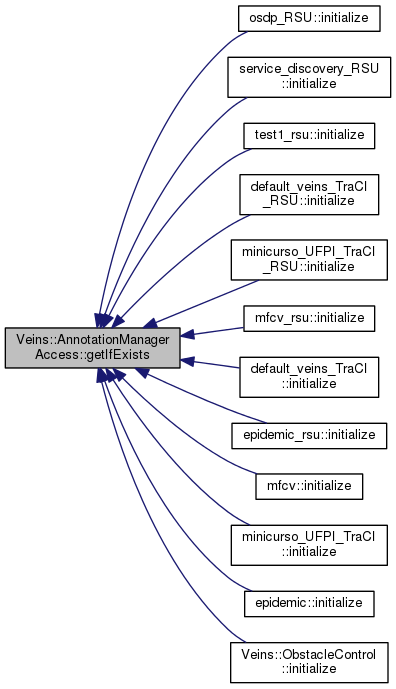 osdp_RSU::initialize
service_discovery_RSU
::initialize
test1_rsu::initialize
default_veins_TraCI
_RSU::initialize
minicurso_UFPI_TraCI
_RSU::initialize
mfcv_rsu::initialize
Veins::AnnotationManager
Access::getIfExists
default_veins_TraCI
::initialize
epidemic_rsu::initialize
mfcv::initialize
minicurso_UFPI_TraCI
::initialize
epidemic::initialize
Veins::ObstacleControl
::initialize